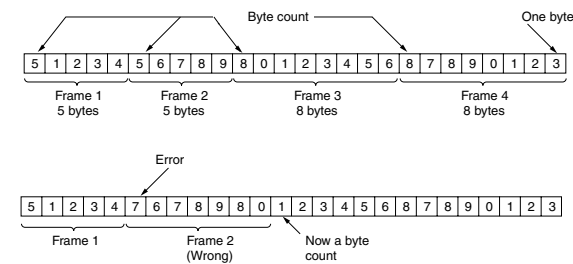 Byte count One byte
5 1 2 3 4 5 6 7 8 9 8 0 1 2 3 4 5 6 8 7 8 9 0 1 2 3
Frame 1 Frame 2 Frame 3 Frame 4
5 bytes 5 bytes 8 bytes 8 bytes
Error
5 1 2 3 4 7 6 7 8 9 8 0 1 2 3 4 5 6 8 7 8 9 0 1 2 3
Frame 1 Frame 2 Now a byte
(Wrong) count